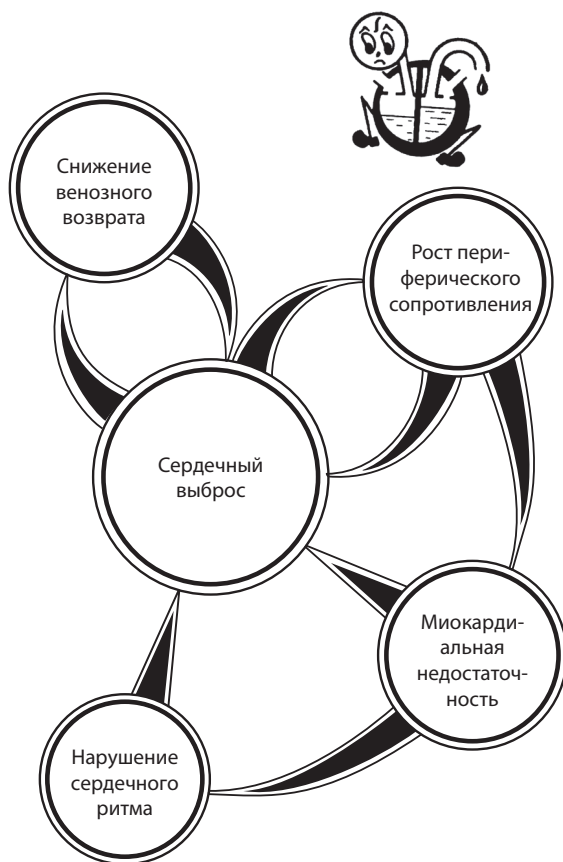 Снижение
венозного
возврата
Рост пери-
ферического
сопротивления
Сердечный
выброс
Миокарди-
альная
недостаточ-
ность
Нарушение
сердечного
ритма